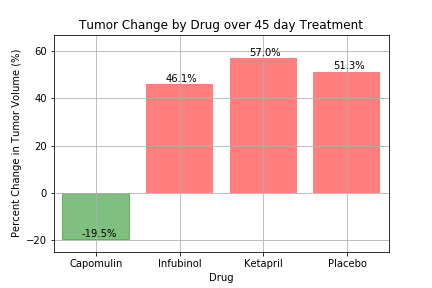 Tumor Change by Drug over 45 day Treatment
Percent Change in Tumor Volume (%)
60
40
20
0
−20
-19.5%
46.1%
57.0%
51.3%
Capomulin
Infubinol
Ketapril
Placebo
Drug